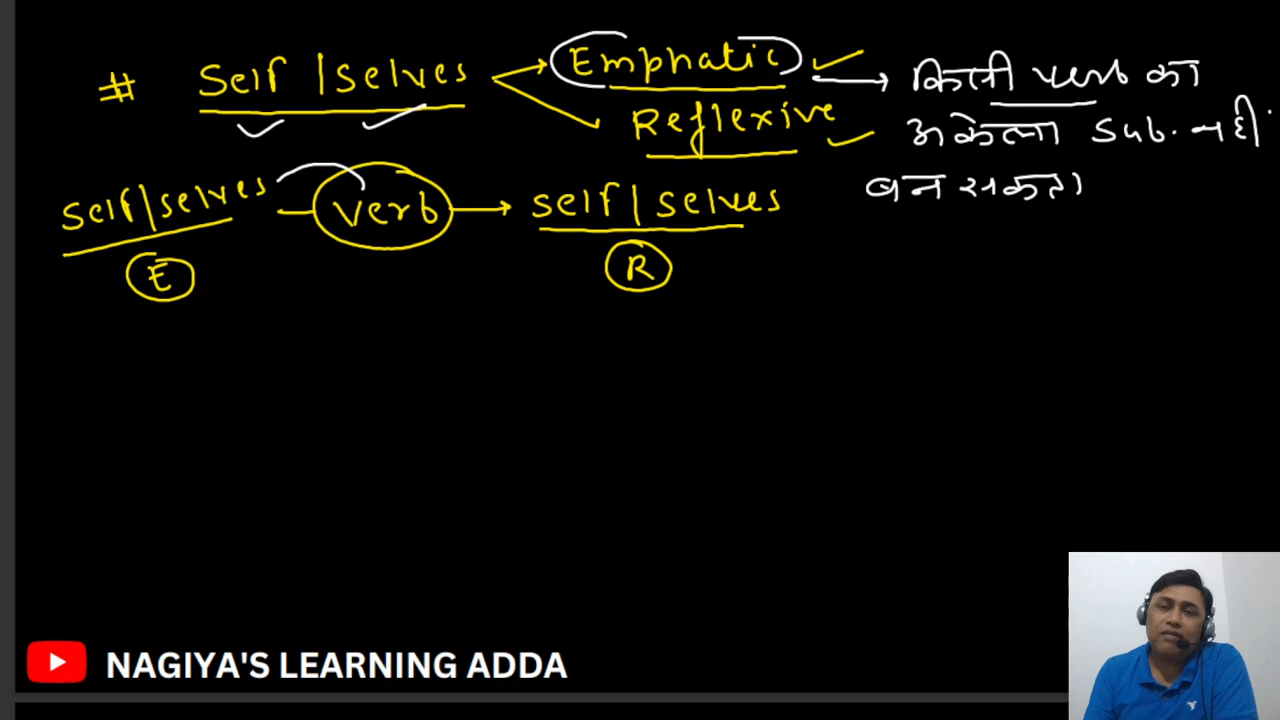 # Self | Selves Emphatic
Reflexive
किसी verb का
अकेला Sub. नही
बन सकता
Self/selves verb self | selves
E R
NAGIYA'S LEARNING ADDA